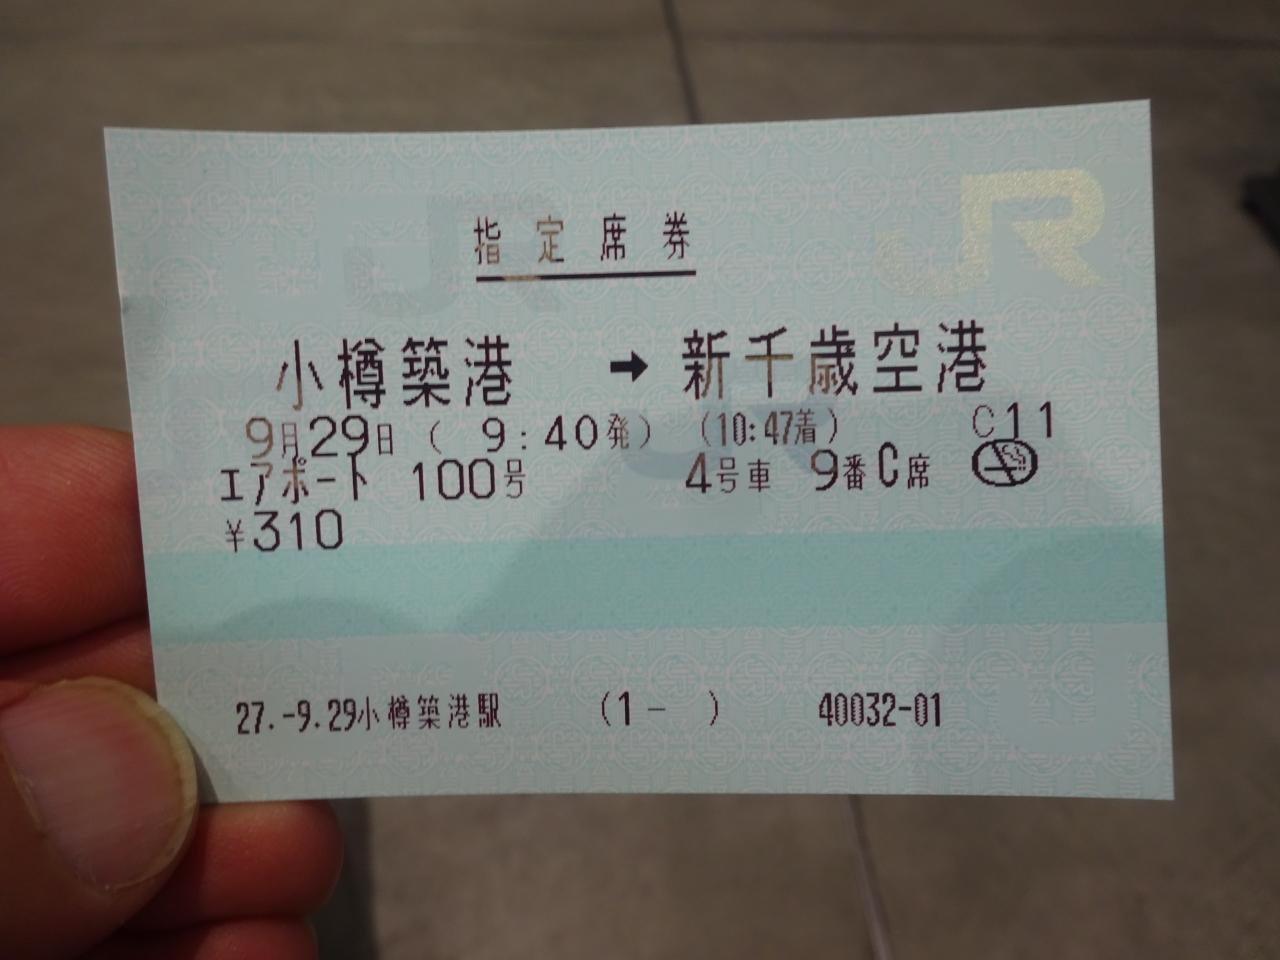 JR
指定席券
小樽築港 ➡ 新千歳空港
9月29日 ( 9:40発) (10:47着) C11
エアポート 100号 4号車 9番C席
¥310
27.-9.29小樽築港駅 (1- ) 40032-01